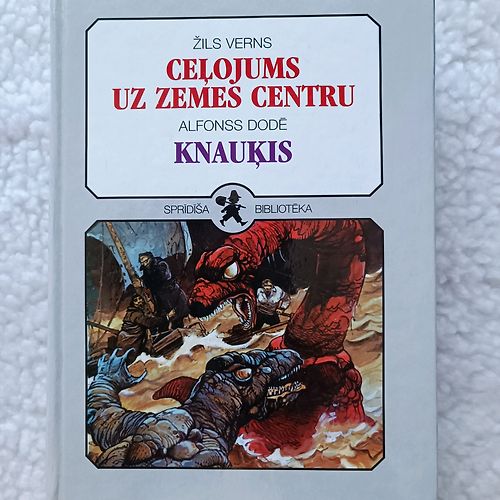 ŽILS VERNS
CEĻOJUMS
UZ ZEMES CENTRU
ALFONSS DODĒ
KNAUĶIS
SPRĪDĪŠA BIBLIOTĒKA